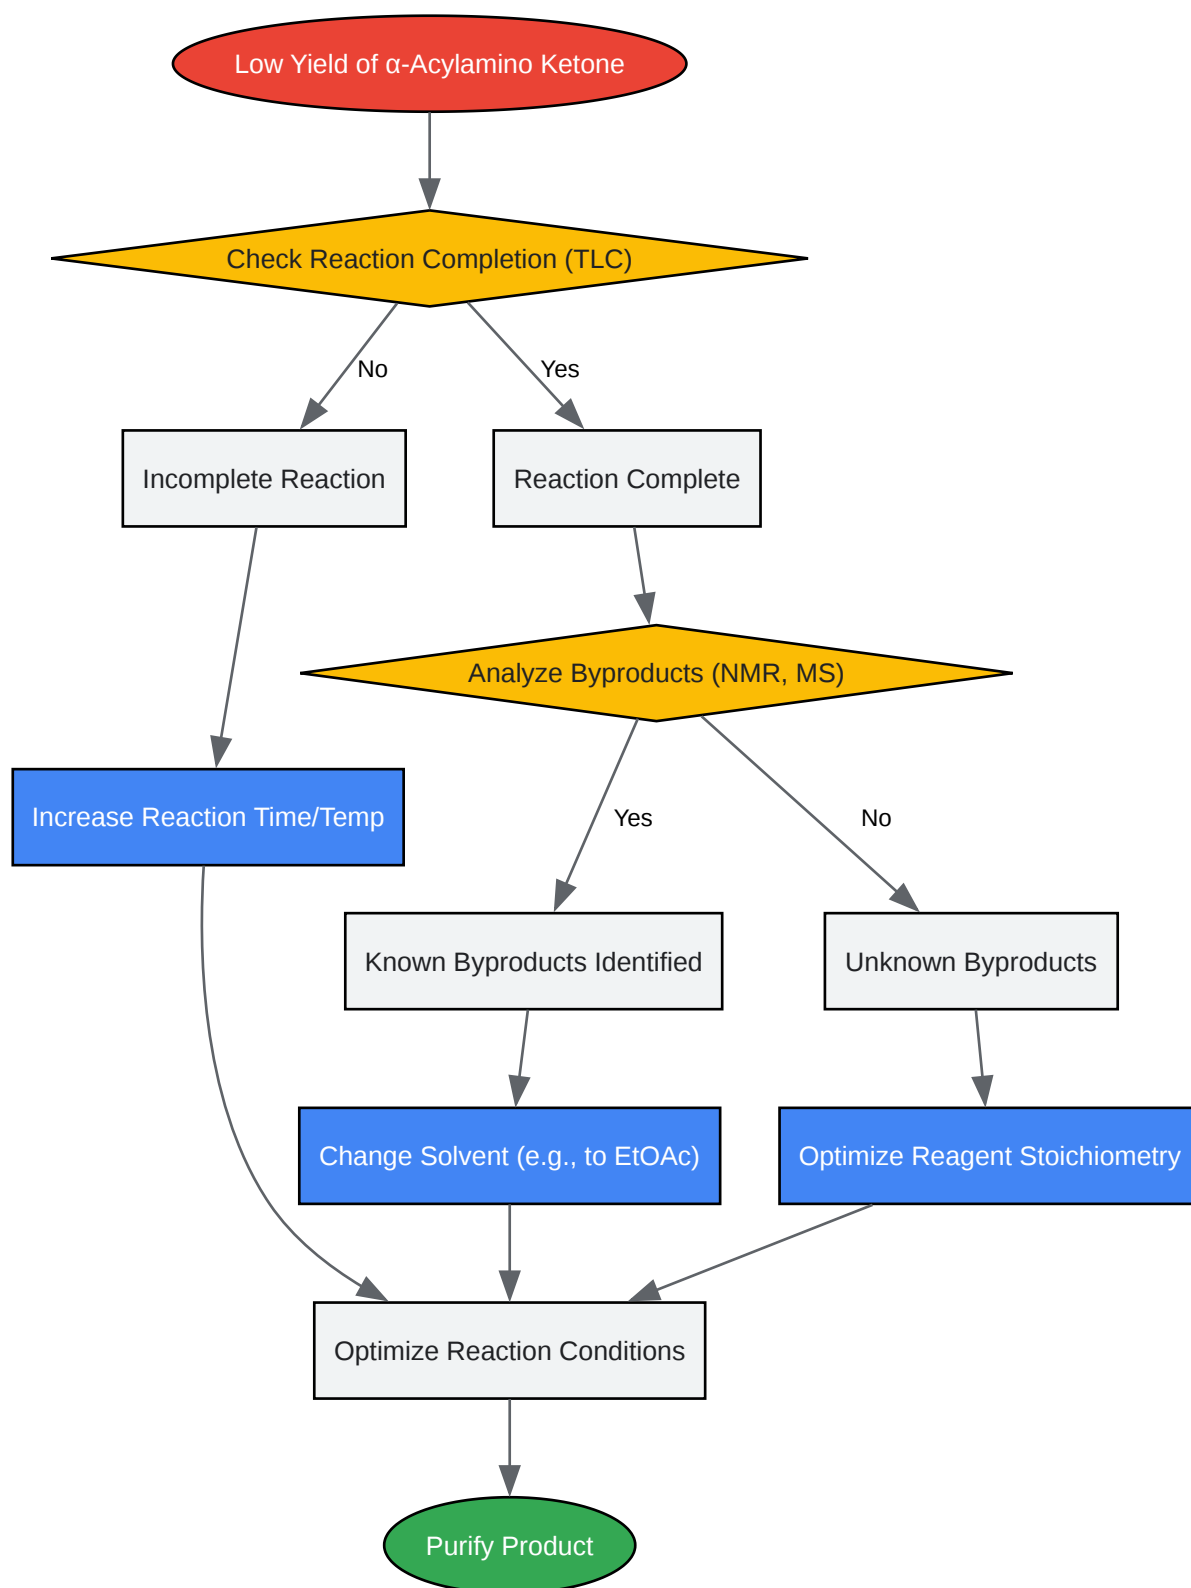 Low Yield of α-Acylamino Ketone
Check Reaction Completion (TLC)
No
Yes
Incomplete Reaction
Reaction Complete
Analyze Byproducts (NMR, MS)
Increase Reaction Time/Temp
Yes
No
Known Byproducts Identified
Unknown Byproducts
Change Solvent (e.g., to EtOAc)
Optimize Reagent Stoichiometry
Optimize Reaction Conditions
Purify Product